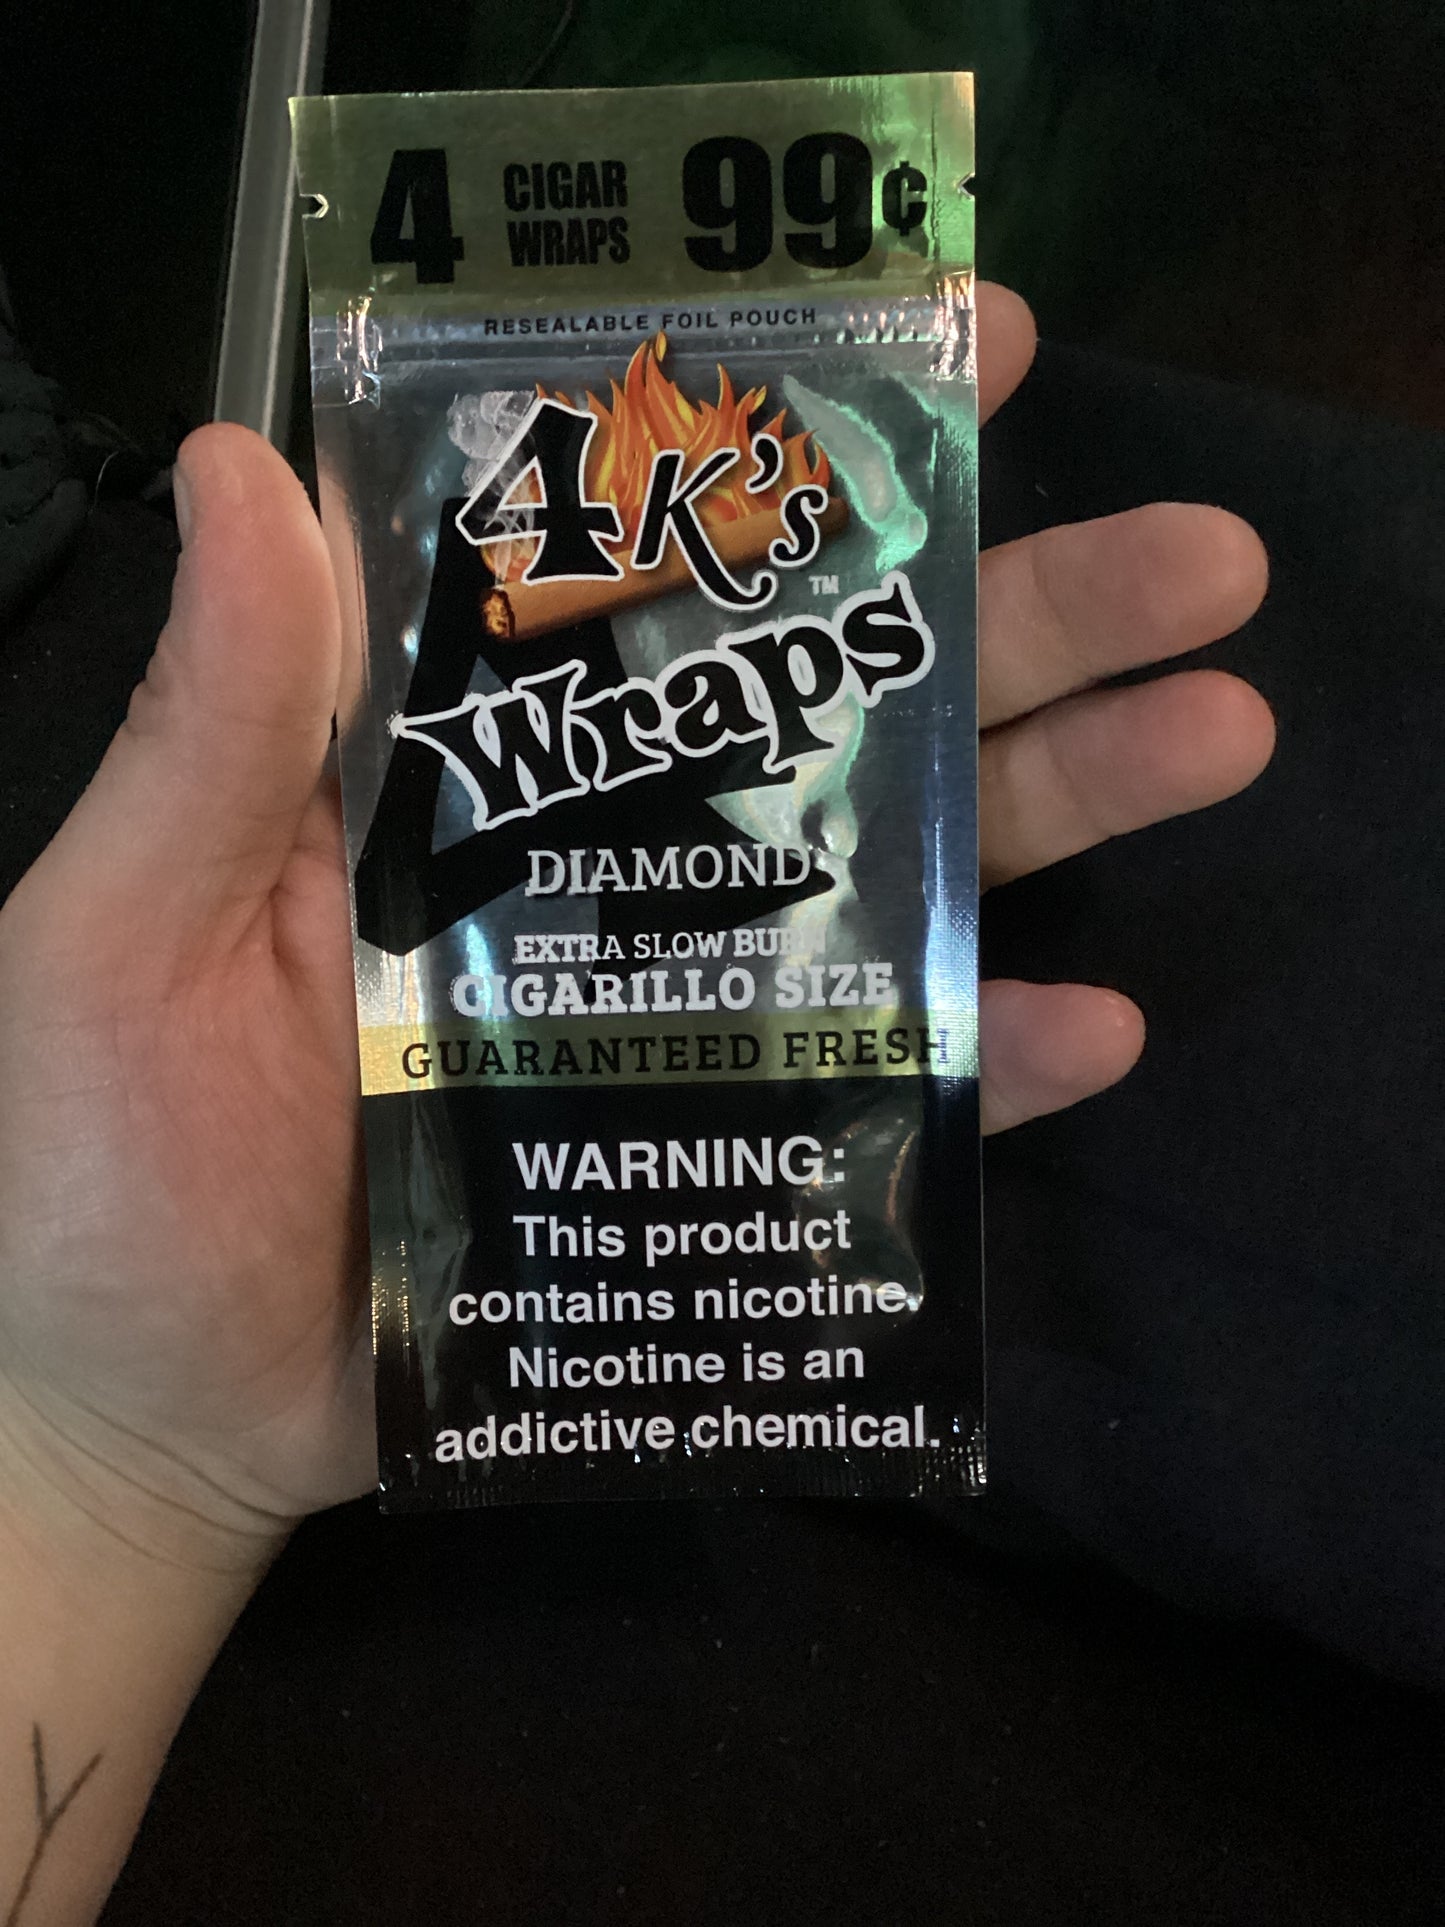 4 CIGAR WRAPS 99¢
RESEALABLE FOIL POUCH
4K's
TM
Wraps
DIAMOND
EXTRA SLOW BURN
CIGARILLO SIZE
GUARANTEED FRESH
WARNING:
This product
contains nicotine.
Nicotine is an
addictive chemical.